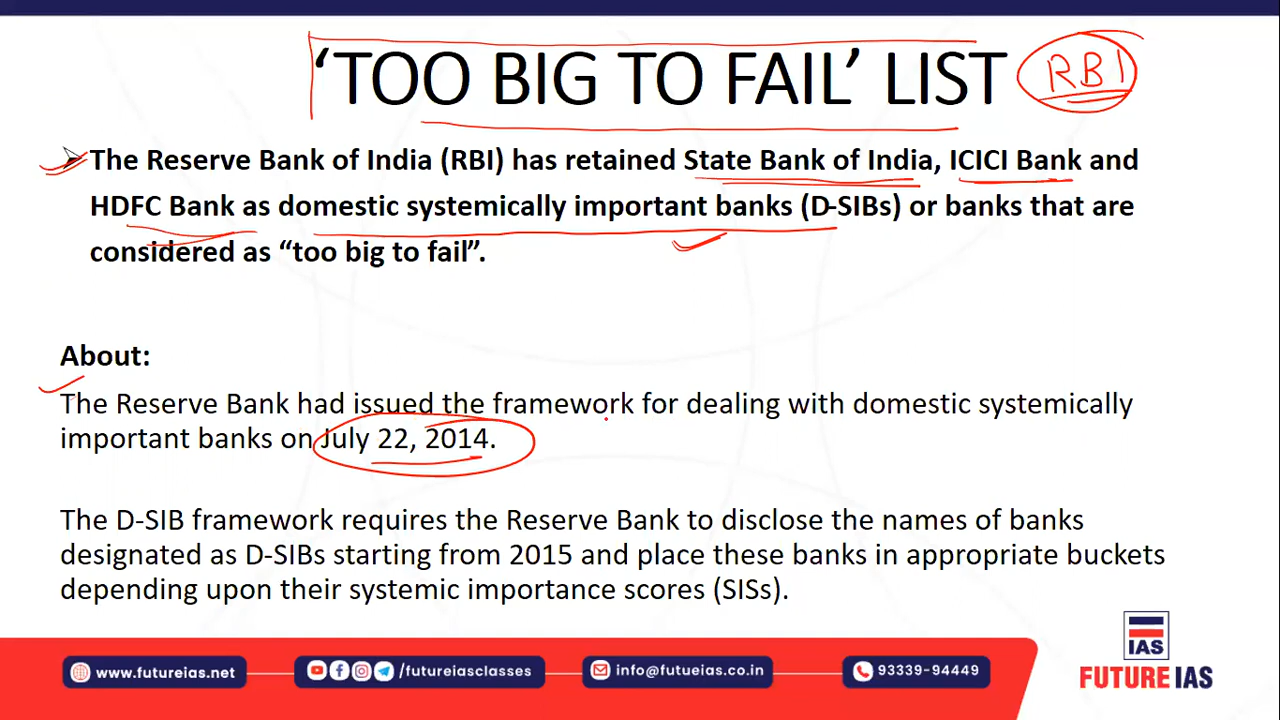 ‘TOO BIG TO FAIL’ LIST RBI
The Reserve Bank of India (RBI) has retained State Bank of India, ICICI Bank and
HDFC Bank as domestic systemically important banks (D-SIBs) or banks that are
considered as “too big to fail”.
About:
The Reserve Bank had issued the framework for dealing with domestic systemically
important banks on July 22, 2014.
The D-SIB framework requires the Reserve Bank to disclose the names of banks
designated as D-SIBs starting from 2015 and place these banks in appropriate buckets
depending upon their systemic importance scores (SISs).
IAS
www.futureias.net /futureiasclasses info@futueias.co.in 93339-94449 FUTURE IAS